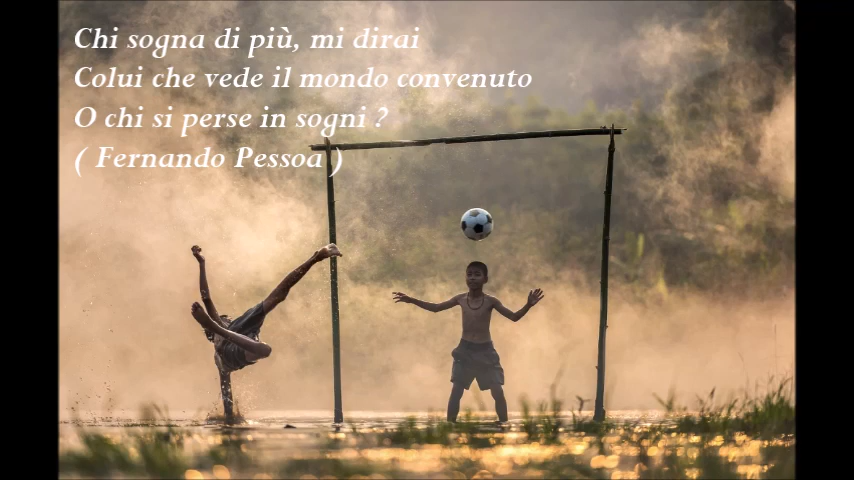 Chi sogna di più, mi dirai
Colui che vede il mondo convenuto
O chi si perse in sogni ?
( Fernando Pessoa )